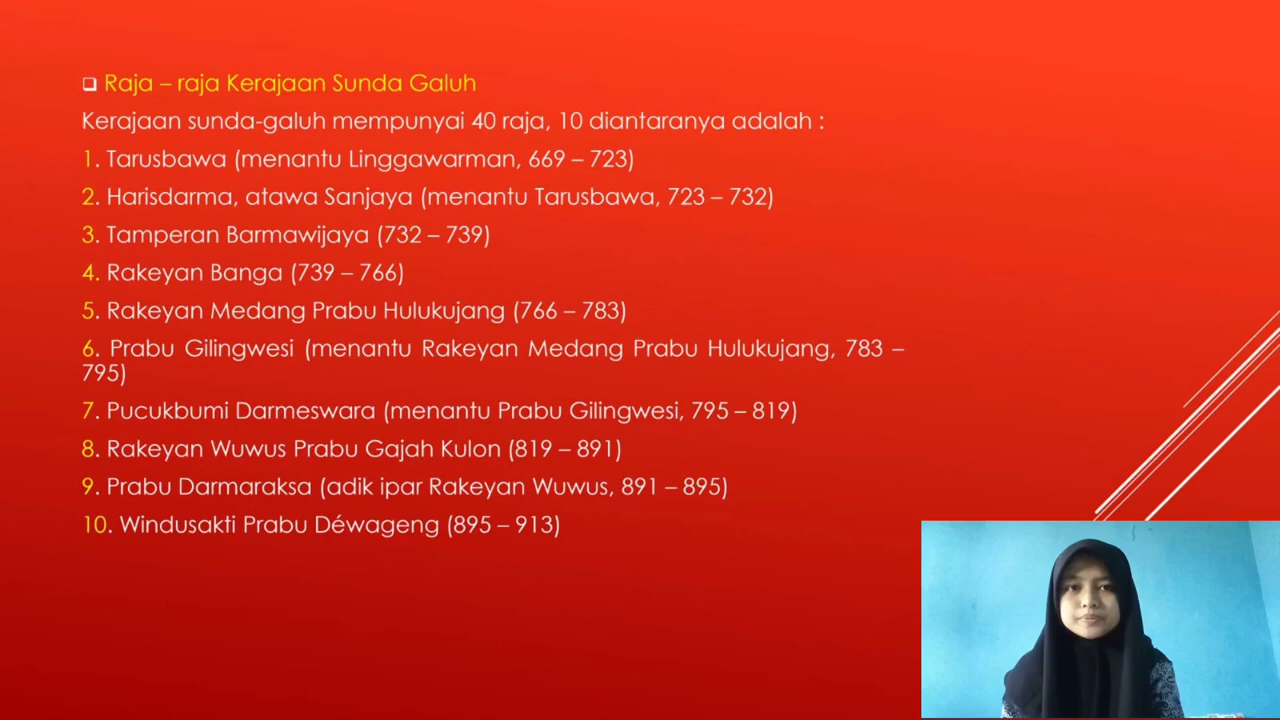 Raja – raja Kerajaan Sunda Galuh
Kerajaan sunda-galuh mempunyai 40 raja, 10 diantaranya adalah :
1. Tarusbawa (menantu Linggawarman, 669 – 723)
2. Harisdarma, atawa Sanjaya (menantu Tarusbawa, 723 – 732)
3. Tamperan Barmawijaya (732 – 739)
4. Rakeyan Banga (739 – 766)
5. Rakeyan Medang Prabu Hulukujang (766 – 783)
6. Prabu Gilingwesi (menantu Rakeyan Medang Prabu Hulukujang, 783 –
795)
7. Pucukbumi Darmeswara (menantu Prabu Gilingwesi, 795 – 819)
8. Rakeyan Wuwus Prabu Gajah Kulon (819 – 891)
9. Prabu Darmaraksa (adik ipar Rakeyan Wuwus, 891 – 895)
10. Windusakti Prabu Déwageng (895 – 913)